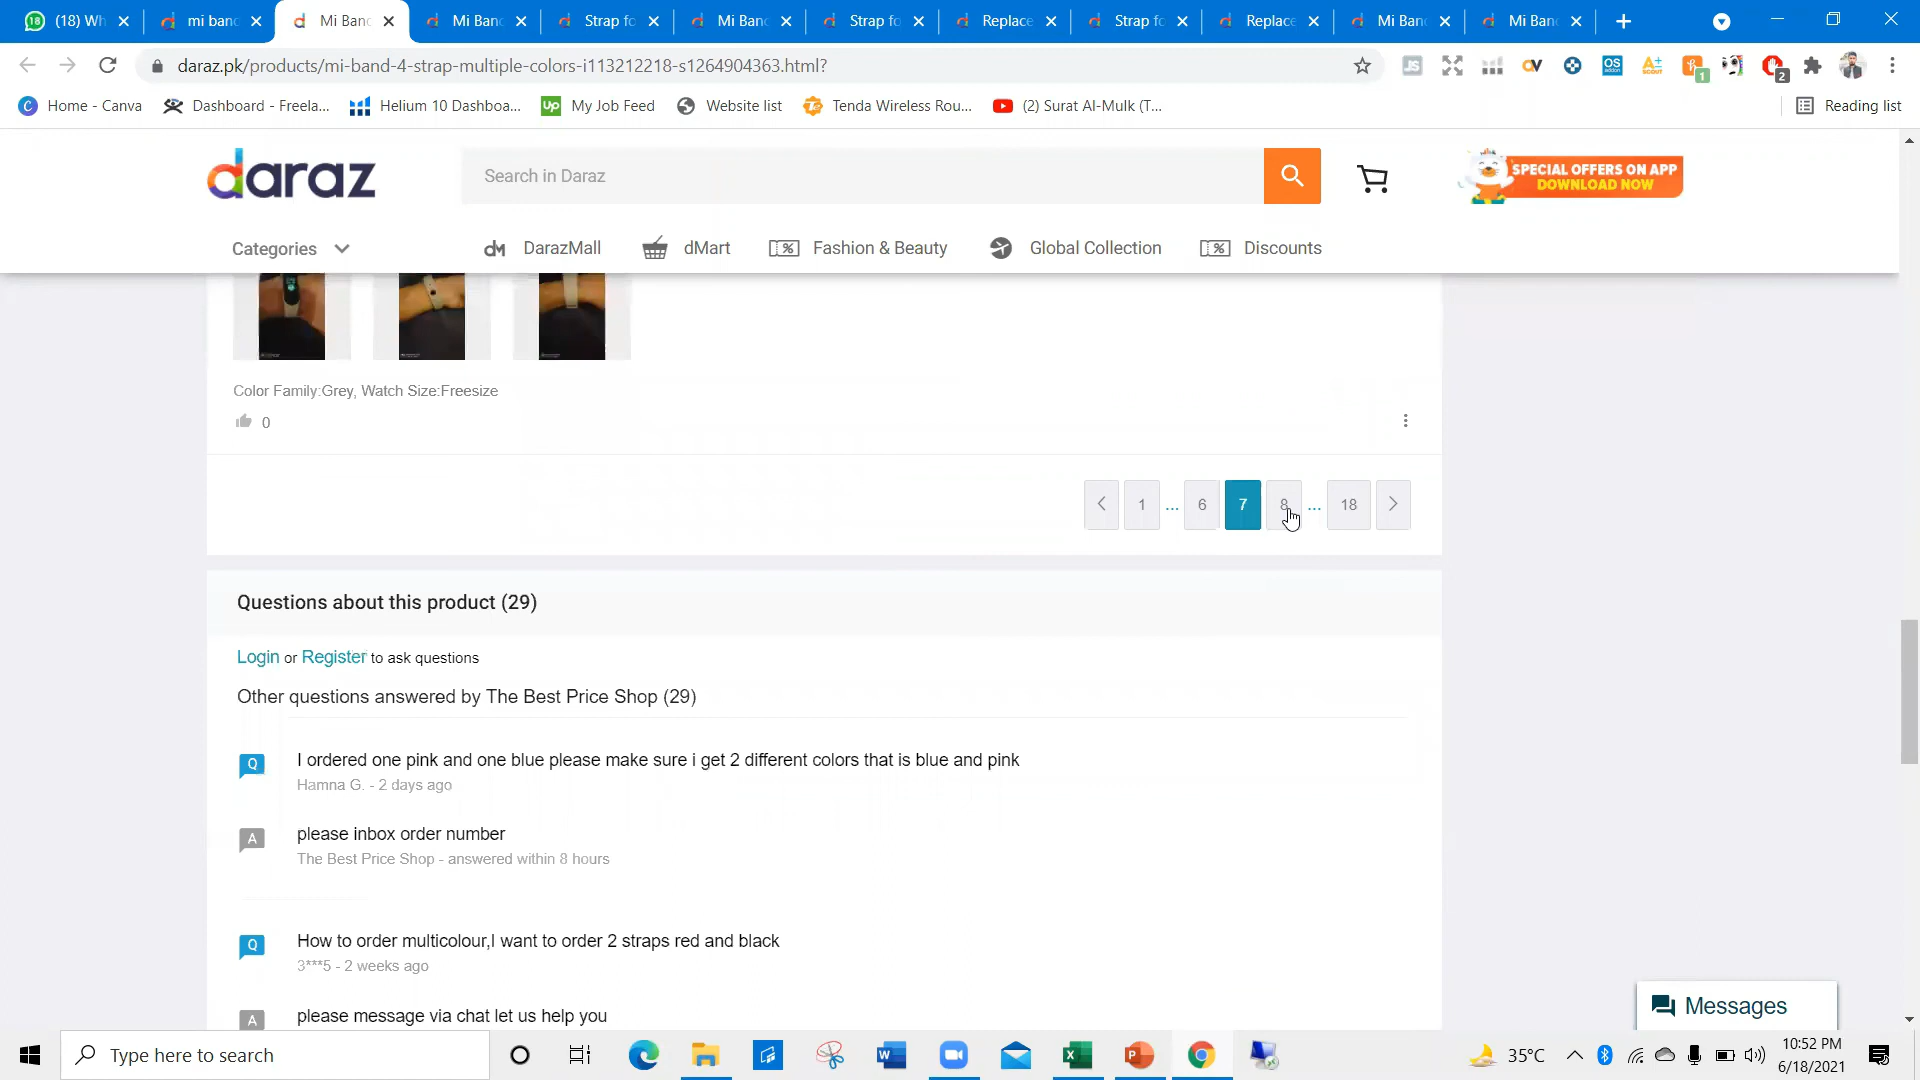 (18) Wh
mi band
Mi Band
Mi Band
Strap fo
Mi Band
Strap fo
Replace
Strap fo
Replace
Mi Band
Mi Band
daraz.pk/products/mi-band-4-strap-multiple-colors-i113212218-s1264904363.html?
Home - Canva
Dashboard - Freela...
Helium 10 Dashboa...
My Job Feed
Website list
Tenda Wireless Rou...
(2) Surat Al-Mulk (T...
Reading list
daraz
Search in Daraz
SPECIAL OFFERS ON APP
DOWNLOAD NOW
Categories
DarazMall
dMart
Fashion & Beauty
Global Collection
Discounts
Color Family:Grey, Watch Size:Freesize
0
1 ... 6 7 8 ... 18
Questions about this product (29)
Login or Register to ask questions
Other questions answered by The Best Price Shop (29)
Q
I ordered one pink and one blue please make sure i get 2 different colors that is blue and pink
Hamna G. - 2 days ago
A
please inbox order number
The Best Price Shop - answered within 8 hours
Q
How to order multicolour,I want to order 2 straps red and black
3***5 - 2 weeks ago
A
please message via chat let us help you
Messages
Type here to search
35°C
10:52 PM
6/18/2021